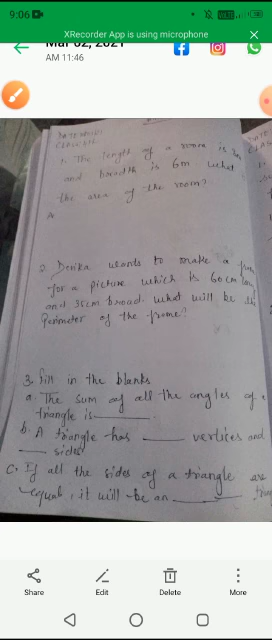 9:06
XRecorder App is using microphone
Mar 02, 2021
AM 11:46
1. The length of a room is
and breadth is 6m. What
the area of the room?
A
2. Derika wants to make a
for a picture which is 60 cm
and 35cm broad. what will be the
Perimeter of the frome?
3. fill in the blanks
a. The sum of all the angles of a
triangle is
b. A triangle has ___ vertices and
___ sides
c. If all the sides of a triangle are
equal, it will be an
Share
Edit
Delete
More